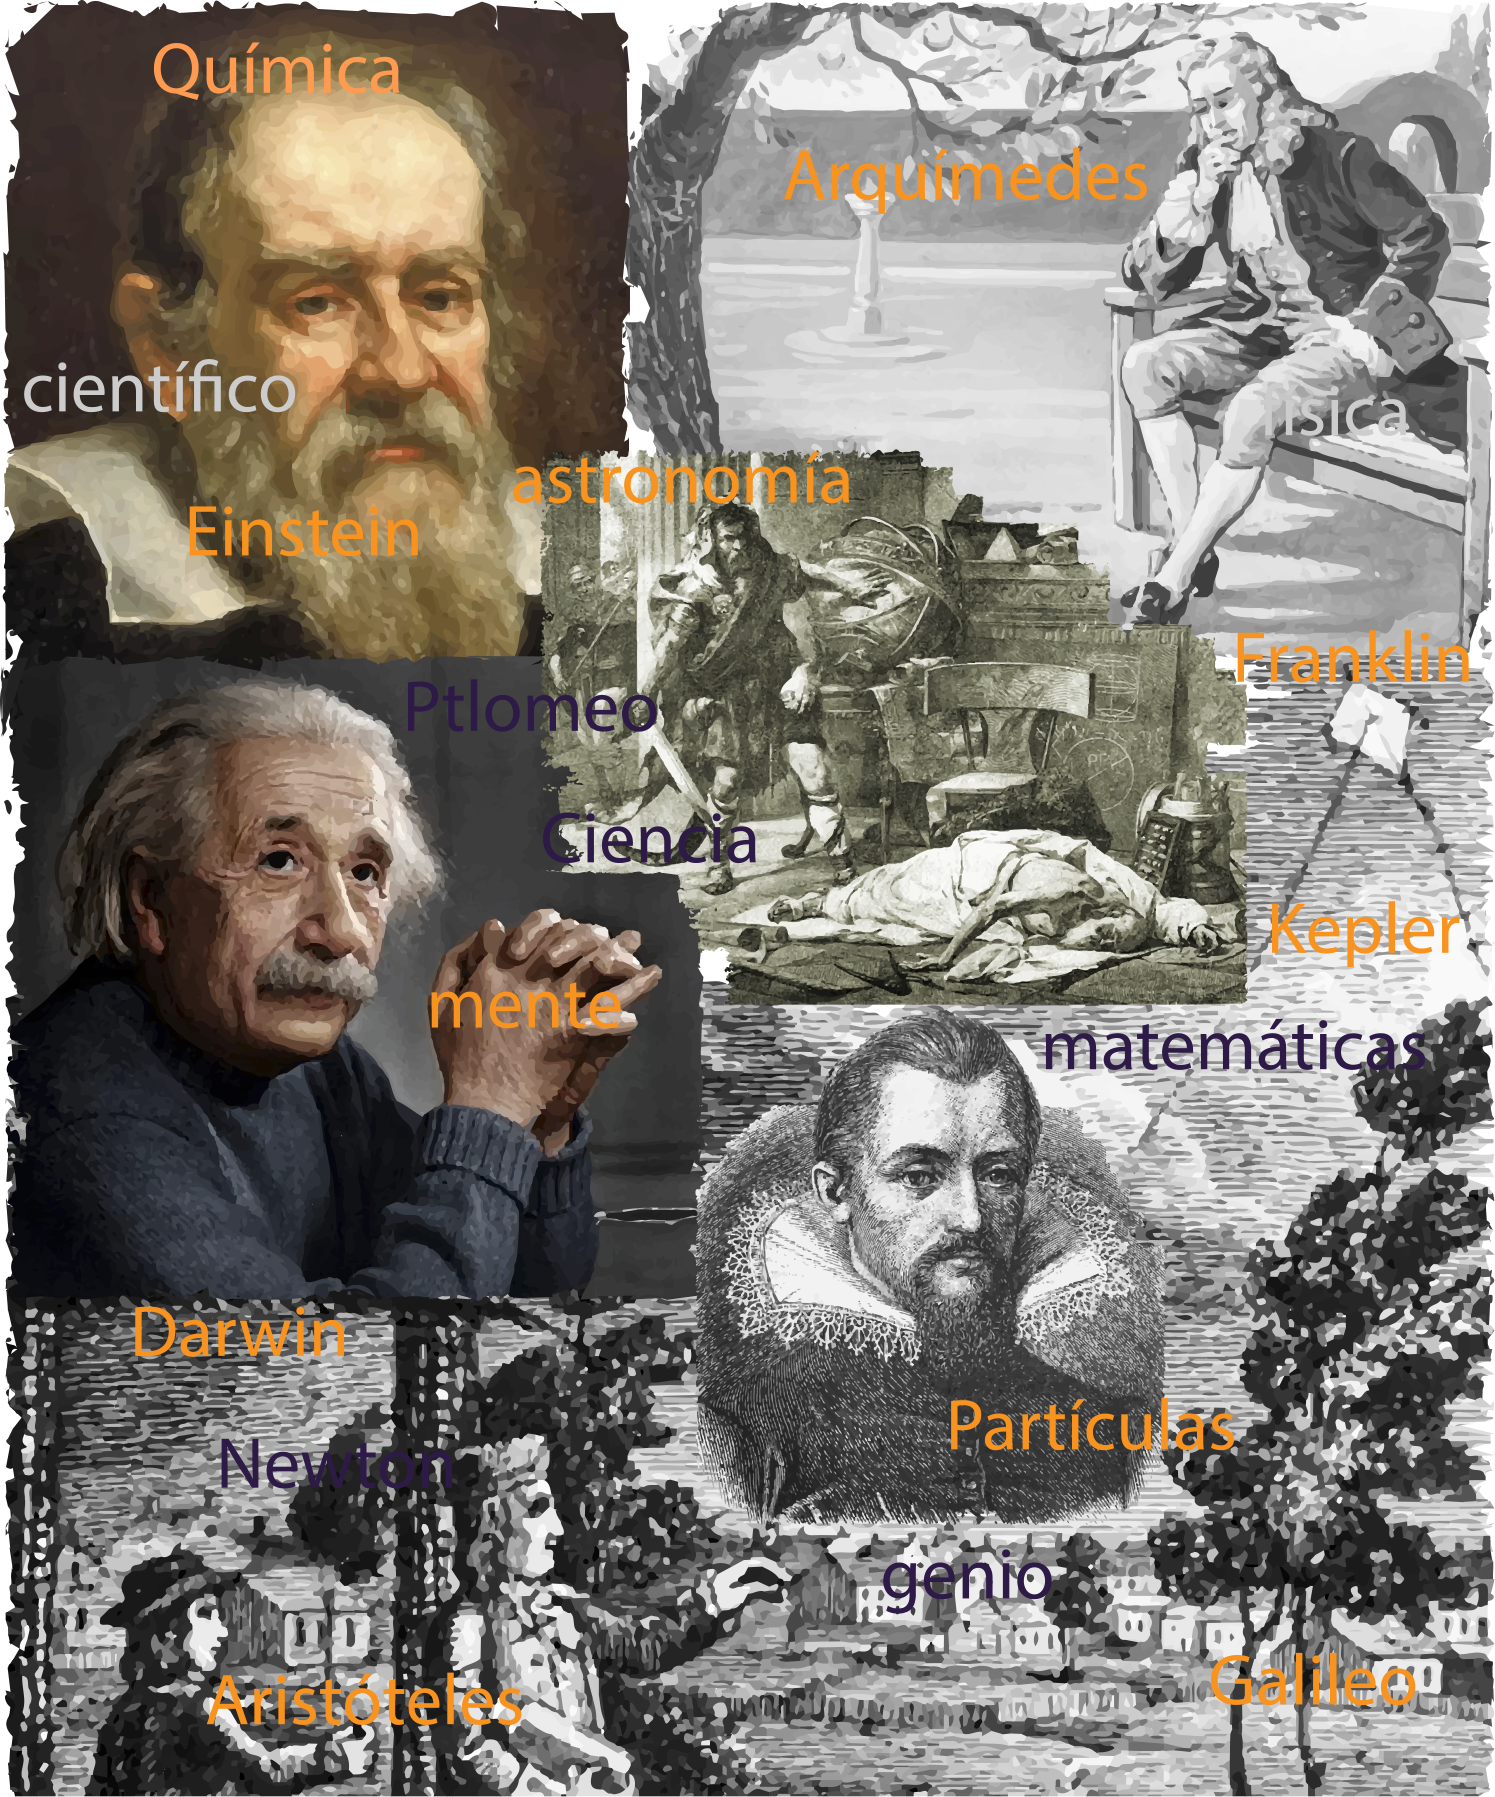 Química
Arquímedes
científico
física
astronomía
Einstein
Franklin
Ptlomeo
Ciencia
Kepler
mente
matemáticas
Darwin
Partículas
Newton
genio
Galileo
Aristóteles